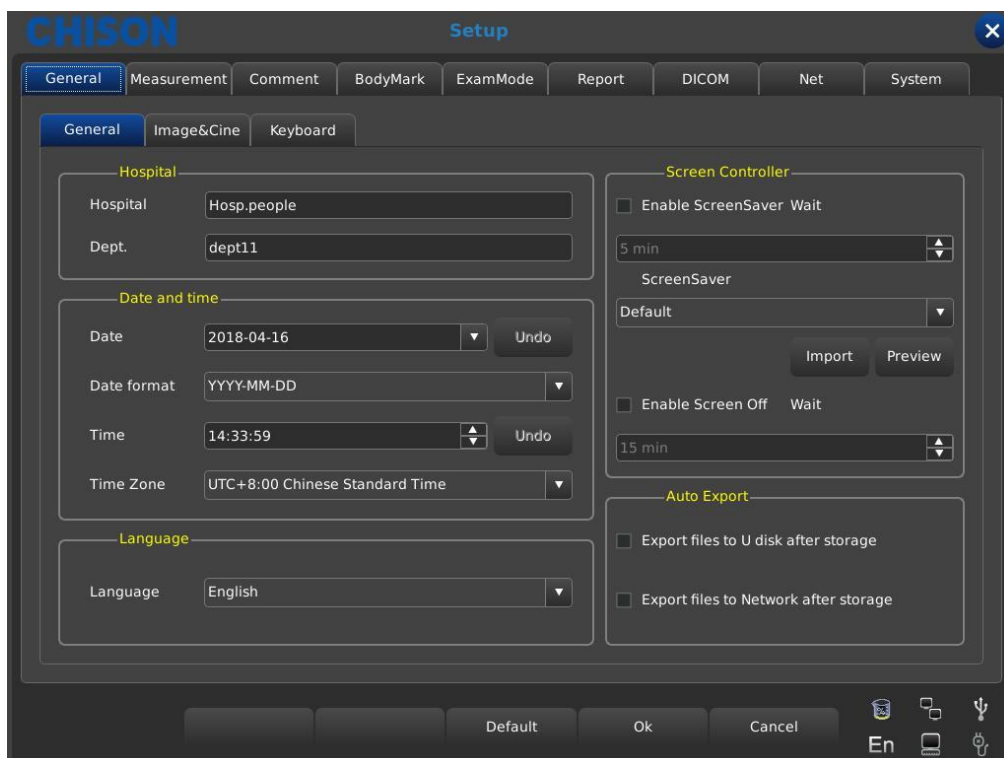 CHISON
Setup
General Measurement Comment BodyMark ExamMode Report DICOM Net System
General Image&Cine Keyboard
Hospital
Hospital Hosp.people
Dept. dept11
Date and time
Date 2018-04-16 Undo
Date format YYYY-MM-DD
Time 14:33:59 Undo
Time Zone UTC+8:00 Chinese Standard Time
Language
Language English
Screen Controller
Enable ScreenSaver Wait
5 min
ScreenSaver
Default
Import Preview
Enable Screen Off Wait
15 min
Auto Export
Export files to U disk after storage
Export files to Network after storage
Default Ok Cancel
En